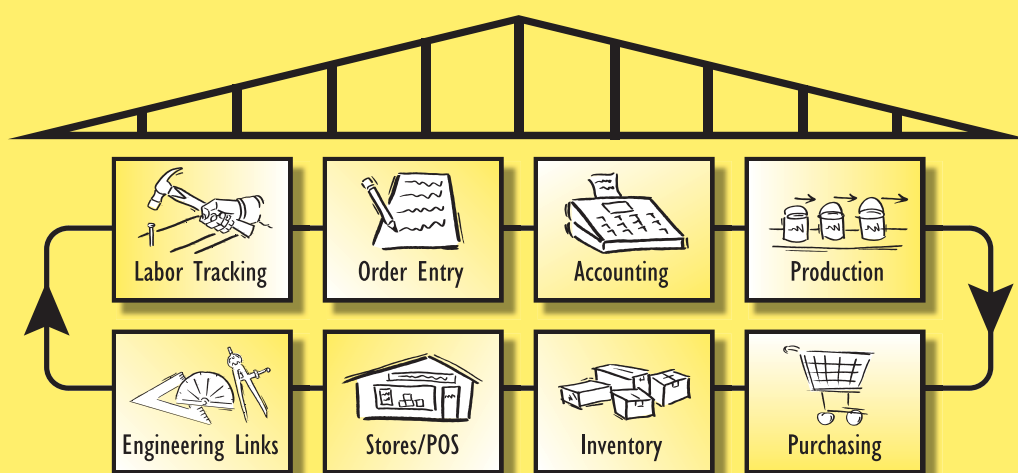 Labor Tracking
Order Entry
Accounting
Production
Engineering Links
Stores/POS
Inventory
Purchasing